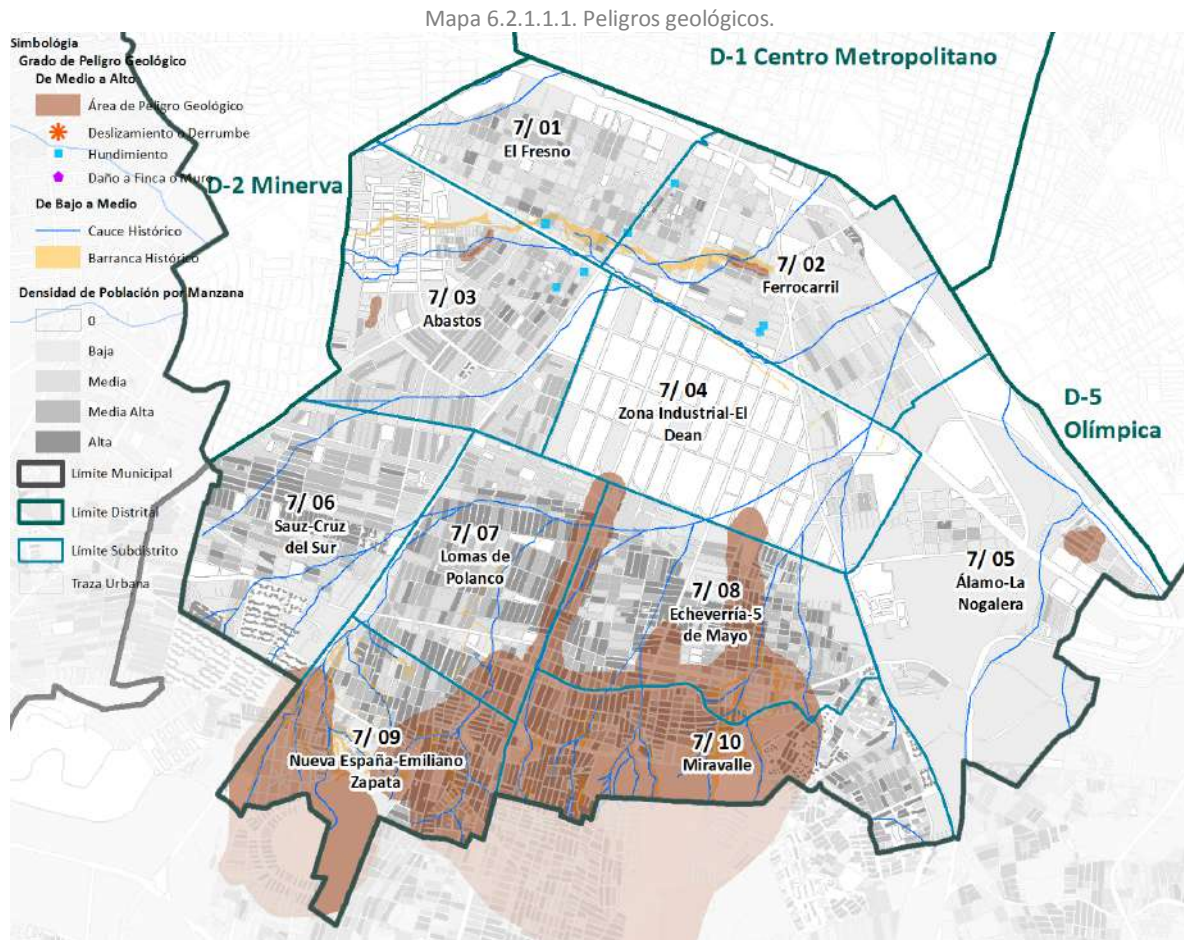 Mapa 6.2.1.1.1. Peligros geológicos.
Simbología
Grado de Peligro Geológico
De Medio a Alto
Área de Peligro Geológico
Deslizamiento o Derrumbe
Hundimiento
Daño a Finca o Muro
De Bajo a Medio
Cauce Histórico
Barranca Histórico
Densidad de Población por Manzana
0
Baja
Media
Media Alta
Alta
Límite Municipal
Límite Distrital
Límite Subdistrito
Traza Urbana
D-1 Centro Metropolitano
D-2 Minerva
D-5
Olímpica
7/ 01
El Fresno
7/ 02
Ferrocarril
7/ 03
Abastos
7/ 04
Zona Industrial-El
Dean
7/ 05
Álamo-La
Nogalera
7/ 06
Sauz-Cruz
del Sur
7/ 07
Lomas de
Polanco
7/ 08
Echeverría-5
de Mayo
7/ 09
Nueva España-Emiliano
Zapata
7/ 10
Miravalle